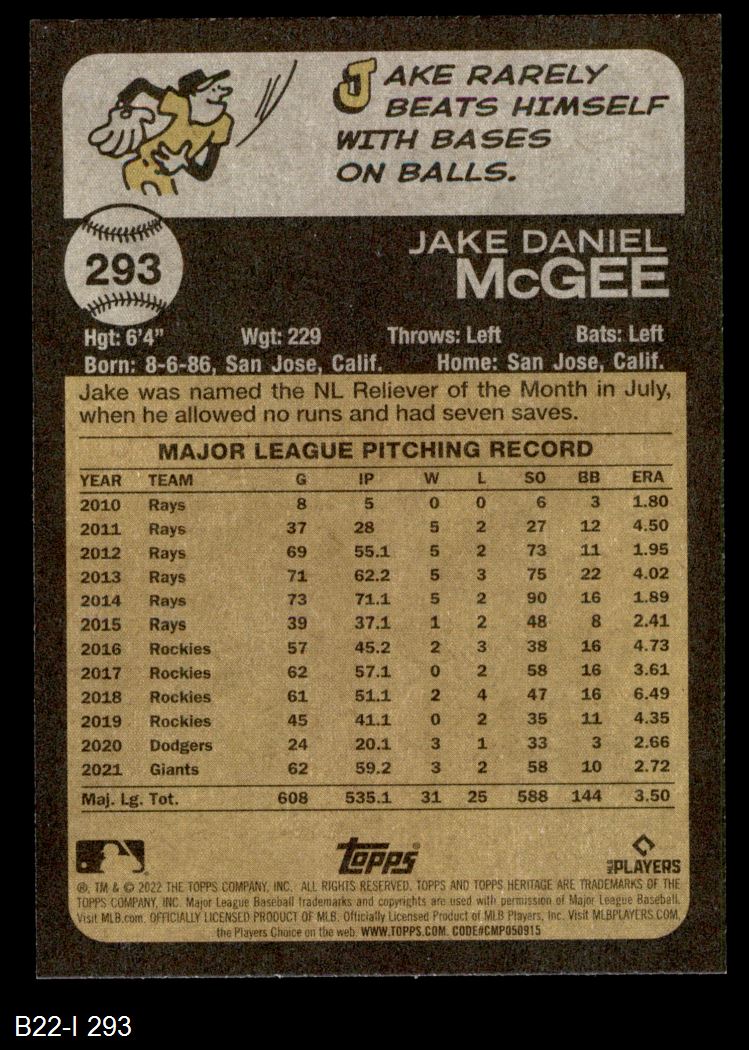 JAKE RARELY
BEATS HIMSELF
WITH BASES
ON BALLS.
293
JAKE DANIEL
McGEE
Hgt: 6'4" Wgt: 229 Throws: Left Bats: Left
Born: 8-6-86, San Jose, Calif. Home: San Jose, Calif.
Jake was named the NL Reliever of the Month in July,
when he allowed no runs and had seven saves.
MAJOR LEAGUE PITCHING RECORD
YEAR TEAM G IP W L SO BB ERA
2010 Rays 8 5 0 0 6 3 1.80
2011 Rays 37 28 5 2 27 12 4.50
2012 Rays 69 55.1 5 2 73 11 1.95
2013 Rays 71 62.2 5 3 75 22 4.02
2014 Rays 73 71.1 5 2 90 16 1.89
2015 Rays 39 37.1 1 2 48 8 2.41
2016 Rockies 57 45.2 2 3 38 16 4.73
2017 Rockies 62 57.1 0 2 58 16 3.61
2018 Rockies 61 51.1 2 4 47 16 6.49
2019 Rockies 45 41.1 0 2 35 11 4.35
2020 Dodgers 24 20.1 3 1 33 3 2.66
2021 Giants 62 59.2 3 2 58 10 2.72
Maj. Lg. Tot. 608 535.1 31 25 588 144 3.50
topps
MLB PLAYERS
®, TM & © 2022 THE TOPPS COMPANY, INC. ALL RIGHTS RESERVED. TOPPS AND TOPPS HERITAGE ARE TRADEMARKS OF THE
TOPPS COMPANY, INC. Major League Baseball trademarks and copyrights are used with permission of Major League Baseball.
Visit MLB.com. OFFICIALLY LICENSED PRODUCT OF MLB. Officially Licensed Product of MLB Players, Inc. Visit MLBPLAYERS.COM,
the Players Choice on the web. WWW.TOPPS.COM. CODE#CMP050915
B22-I 293